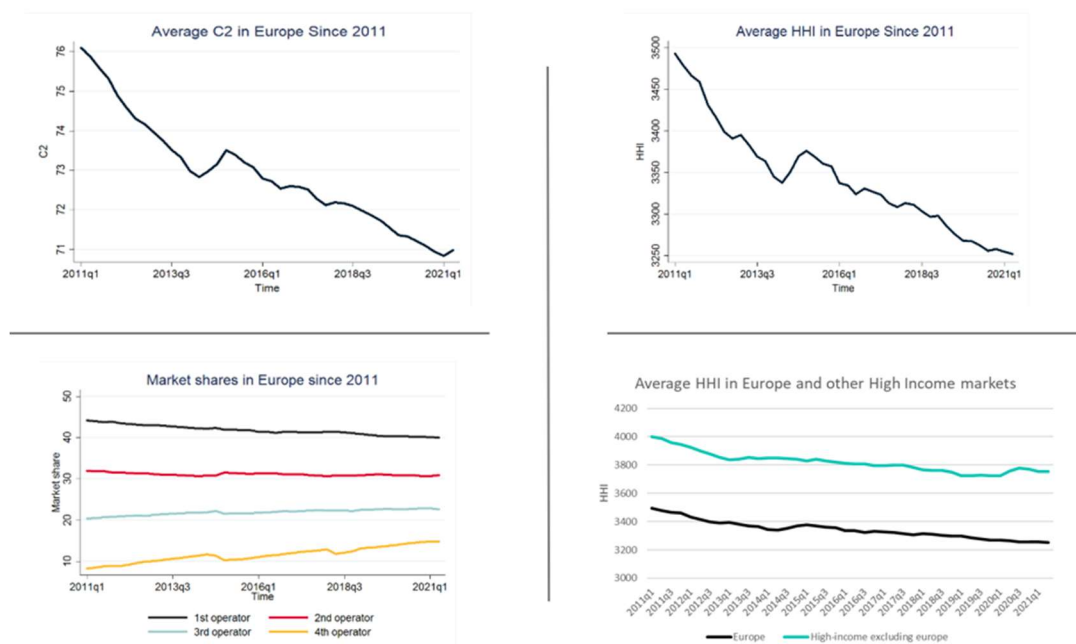 Average C2 in Europe Since 2011
76
75
74
73
72
71
C2
2011q1 2013q3 2016q1 2018q3 2021q1
Time
Average HHI in Europe Since 2011
3500
3450
3400
3350
3300
3250
HHI
2011q1 2013q3 2016q1 2018q3 2021q1
Time
Market shares in Europe since 2011
50
40
30
20
10
Market share
2011q1 2013q3 2016q1 2018q3 2021q1
Time
1st operator 2nd operator
3rd operator 4th operator
Average HHI in Europe and other High Income markets
4200
4000
3800
3600
3400
3200
3000
HHI
2011q1 2011q3 2012q1 2012q3 2013q1 2013q3 2014q1 2014q3 2015q1 2015q3 2016q1 2016q3 2017q1 2017q3 2018q1 2018q3 2019q1 2019q3 2020q1 2020q3 2021q1
Europe High-income excluding europe